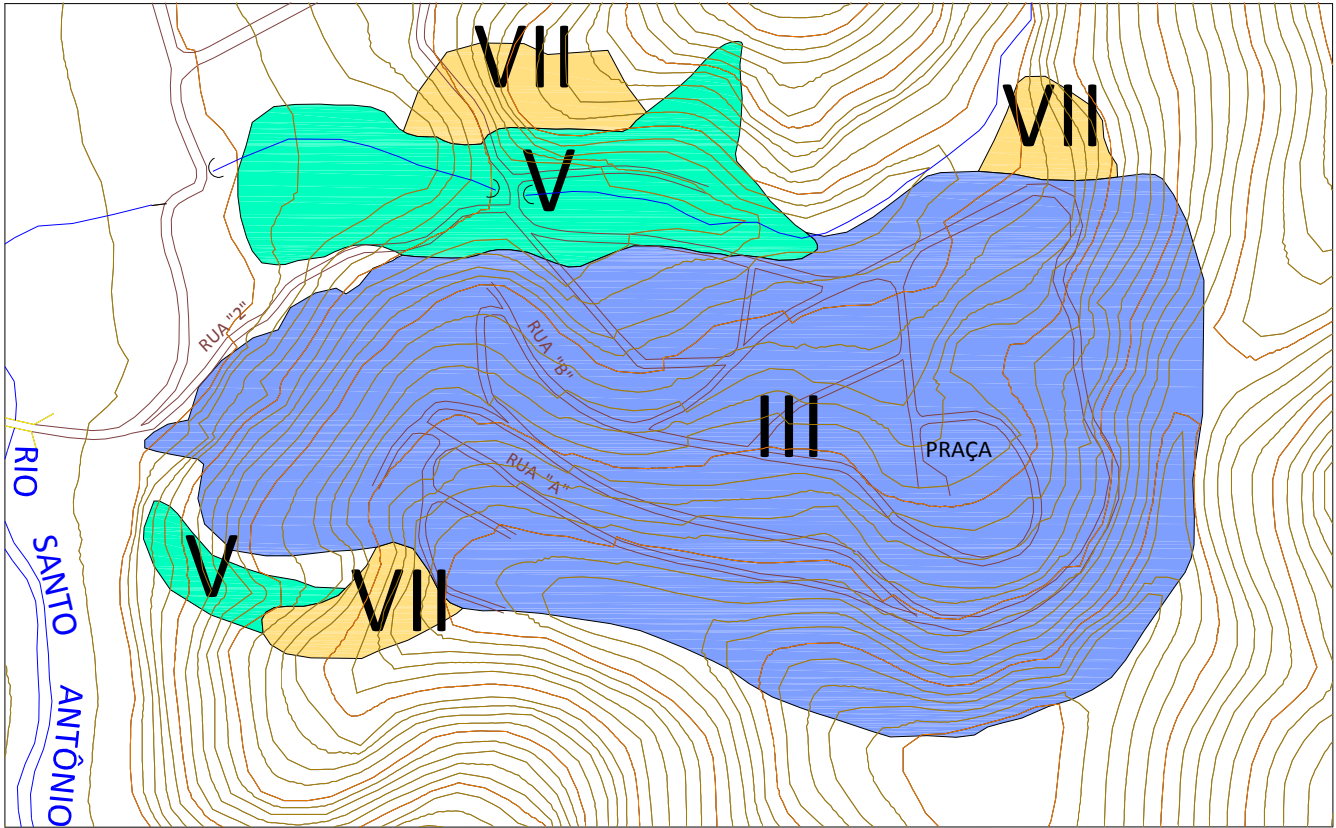 VII
VII
V
RUA "2"
RUA "B"
III
PRAÇA
RUA "A"
RIO SANTO ANTÔNIO
V
VII